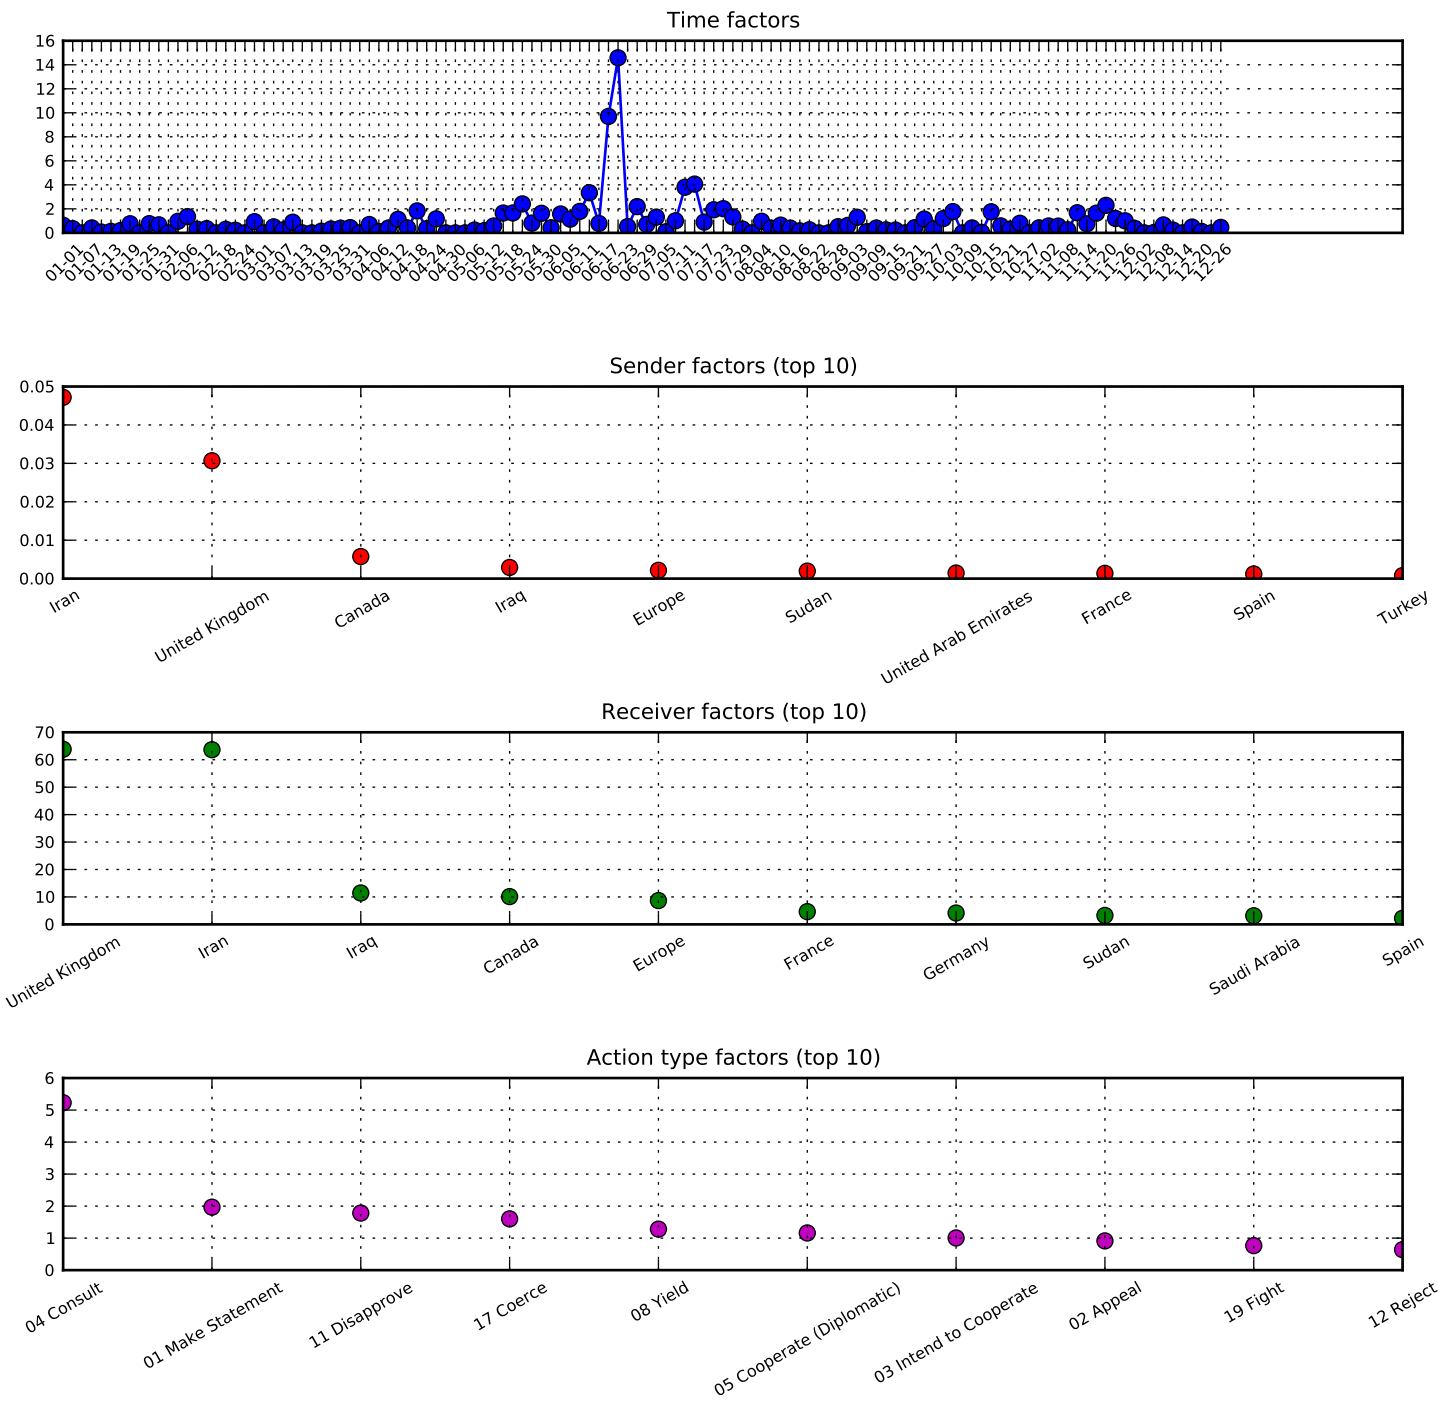 Time factors
16
14
12
10
8
6
4
2
0
01-01
01-07
01-13
01-19
01-25
01-31
02-06
02-12
02-18
02-24
03-01
03-07
03-13
03-19
03-25
03-31
04-06
04-12
04-18
04-24
04-30
05-06
05-12
05-18
05-24
05-30
06-05
06-11
06-17
06-23
06-29
07-05
07-11
07-17
07-23
07-29
08-04
08-10
08-16
08-22
08-28
09-03
09-09
09-15
09-21
09-27
10-03
10-09
10-15
10-21
10-27
11-02
11-08
11-14
11-20
11-26
12-02
12-08
12-14
12-20
12-26
Sender factors (top 10)
0.05
0.04
0.03
0.02
0.01
0.00
Iran
United Kingdom
Canada
Iraq
Europe
Sudan
United Arab Emirates
France
Spain
Turkey
Receiver factors (top 10)
70
60
50
40
30
20
10
0
United Kingdom
Iran
Iraq
Canada
Europe
France
Germany
Sudan
Saudi Arabia
Spain
Action type factors (top 10)
6
5
4
3
2
1
0
04 Consult
01 Make Statement
11 Disapprove
17 Coerce
08 Yield
05 Cooperate (Diplomatic)
03 Intend to Cooperate
02 Appeal
19 Fight
12 Reject